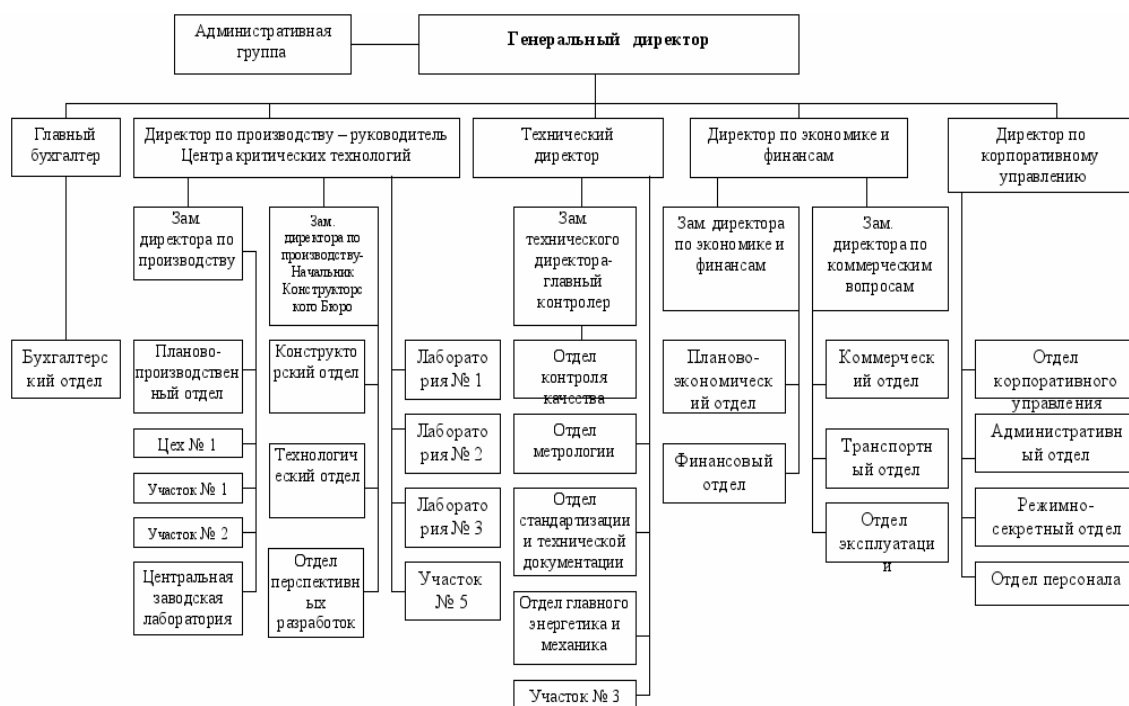 Административная
группа
Генеральный директор
Главный
бухгалтер
Директор по производству – руководитель
Центра критических технологий
Технический
директор
Директор по экономике и
финансам
Директор по
корпоративному
управлению
Зам.
директора по
производству
Зам.
директора по
производству-
Начальник
Конструкторс
кого Бюро
Зам.
технического
директора-
главный
контролер
Зам. директора
по экономике и
финансам
Зам.
директора по
коммерческим
вопросам
Бухгалтерс
кий отдел
Планово-
производствен
ный отдел
Цех № 1
Участок № 1
Участок № 2
Центральная
заводская
лаборатория
Конструкто
рский отдел
Технологич
еский отдел
Отдел
перспективн
ных
разработок
Лаборато
рия № 1
Лаборато
рия № 2
Лаборато
рия № 3
Участок
№ 5
Отдел
контроля
качества
Отдел
метрологии
Отдел
стандартизации
и технической
документации
Отдел главного
энергетика и
механика
Участок № 3
Планово-
экономическ
ий отдел
Финансовый
отдел
Коммерческ
ий отдел
Транспортн
ый отдел
Отдел
эксплуатаци
и
Отдел
корпоративного
управления
Административн
ый отдел
Режимно-
секретный отдел
Отдел персонала